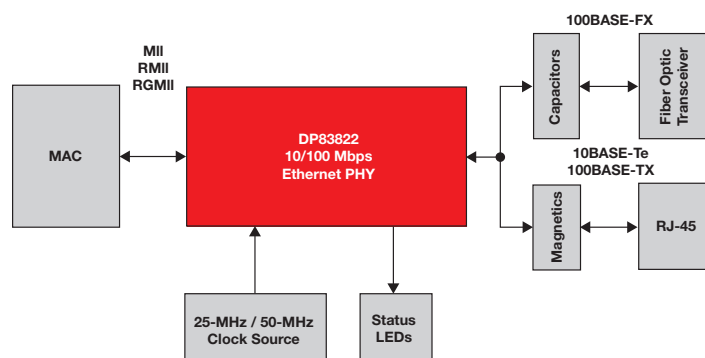 100BASE-FX
MII
RMII
RGMII
MAC
DP83822
10/100 Mbps
Ethernet PHY
Capacitors
Fiber Optic
Transceiver
10BASE-Te
100BASE-TX
Magnetics
RJ-45
25-MHz / 50-MHz
Clock Source
Status
LEDs